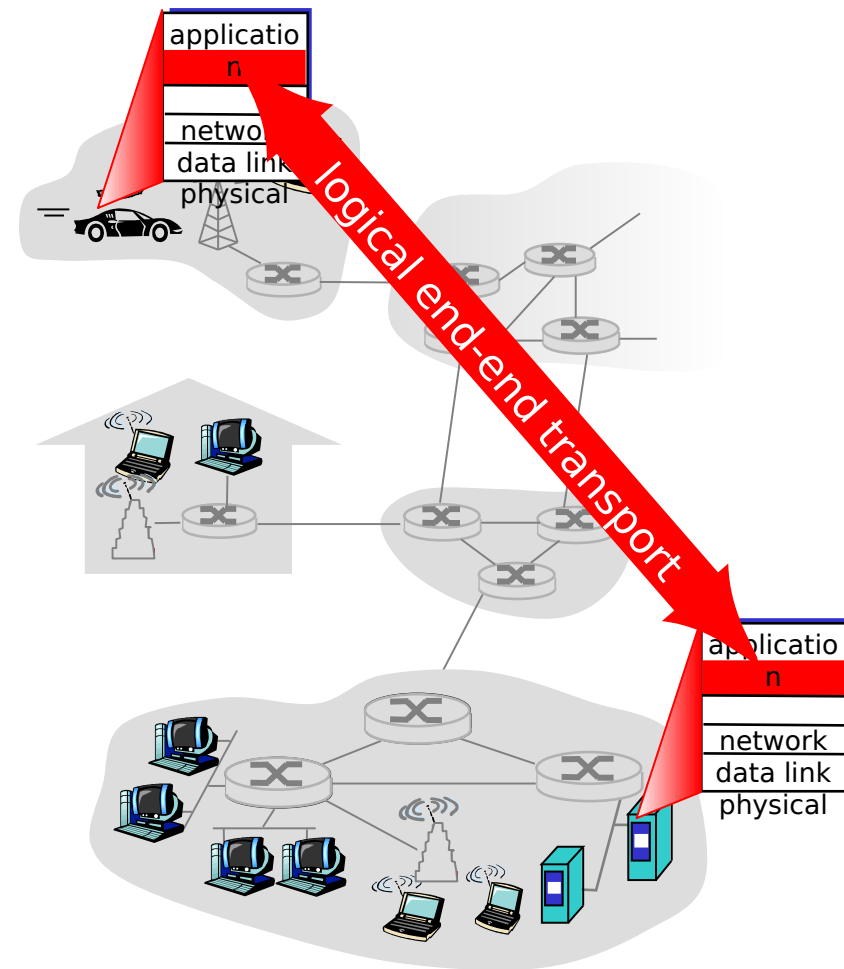 applicatio
n
network
data link
physical
logical end-end transport
applicatio
n
network
data link
physical